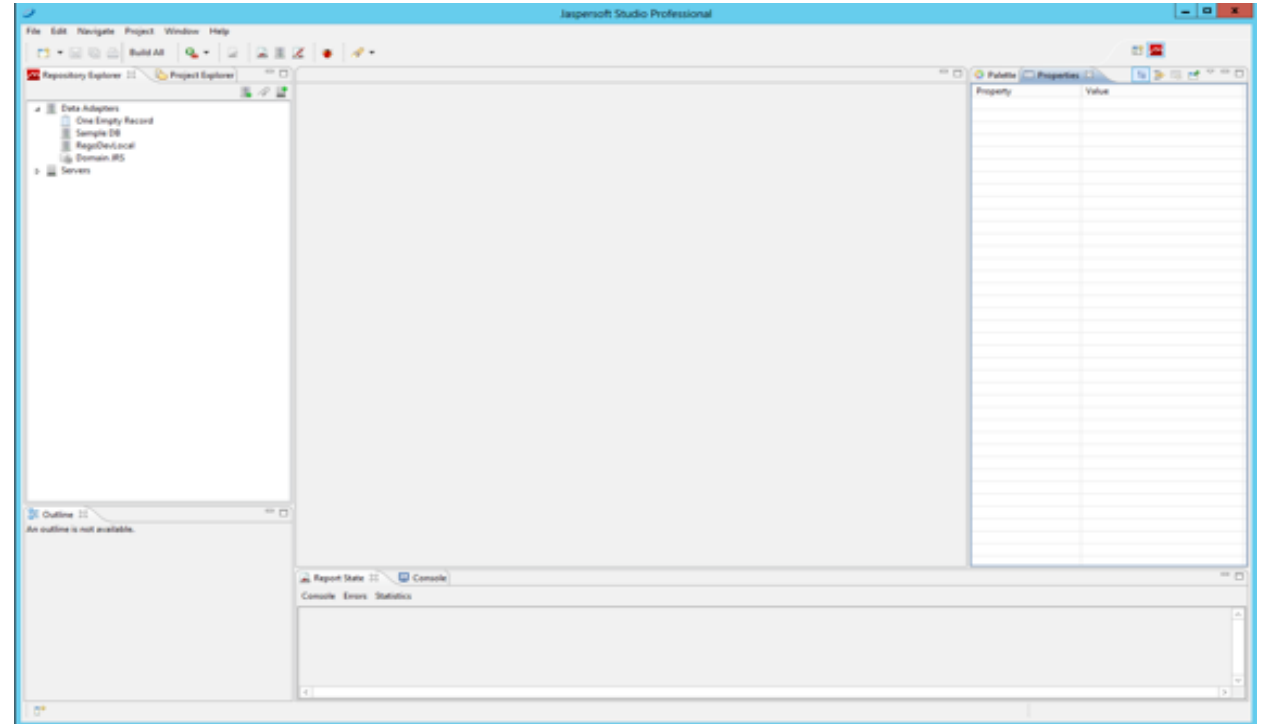 Jaspersoft Studio Professional
File Edit Navigate Project Window Help
Build All
Repository Explorer Project Explorer
Palette Properties
Property Value
Data Adapters
One Empty Record
Sample DB
RegoDevLocal
Domain JRS
Servers
Outline
An outline is not available.
Report State Console
Console Errors Statistics